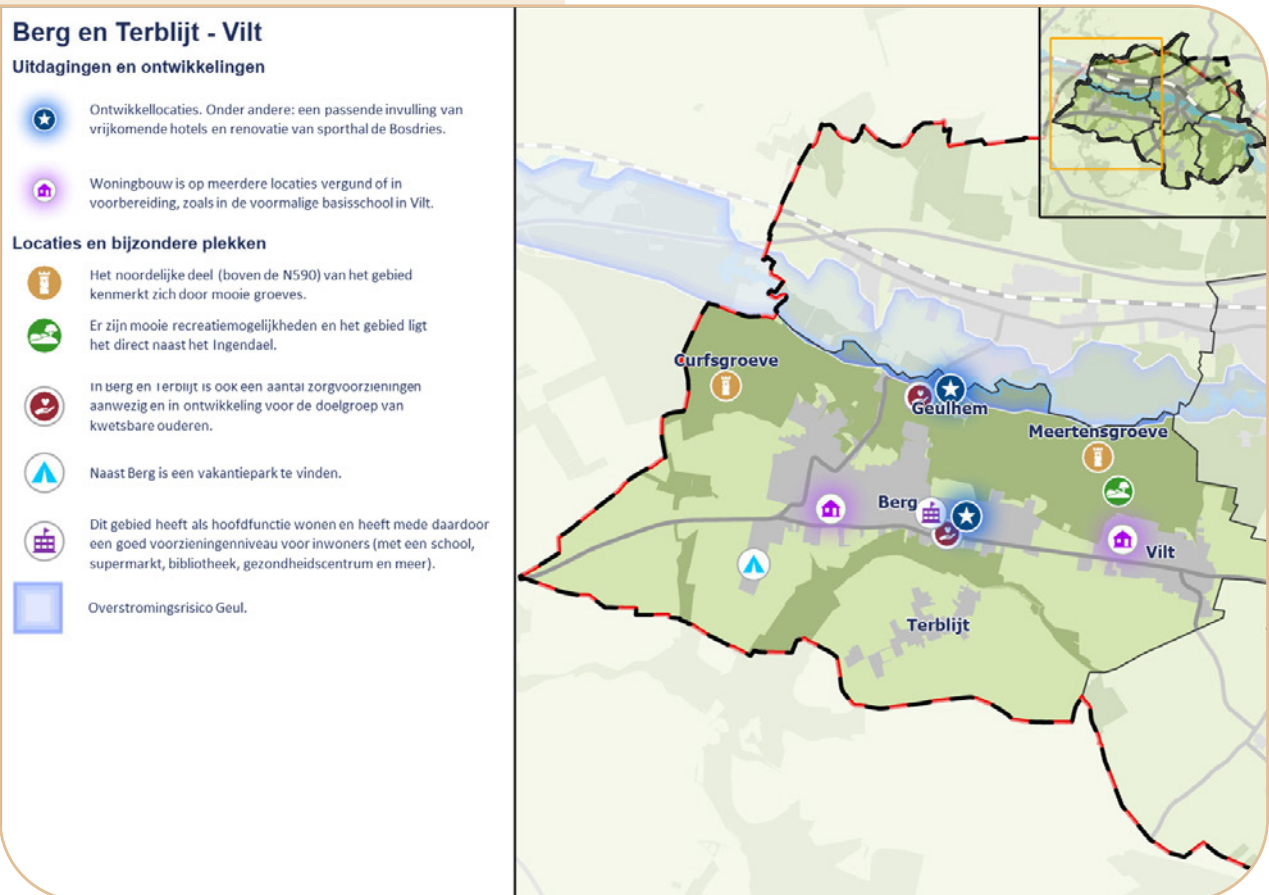 Berg en Terblijt - Vilt
Uitdagingen en ontwikkelingen
Ontwikkellocaties. Onder andere: een passende invulling van
vrijkomende hotels en renovatie van sporthal de Bosdries.
Woningbouw is op meerdere locaties vergund of in
voorbereiding, zoals in de voormalige basisschool in Vilt.
Locaties en bijzondere plekken
Het noordelijke deel (boven de N590) van het gebied
kenmerkt zich door mooie groeves.
Er zijn mooie recreatiemogelijkheden en het gebied ligt
het direct naast het Ingendael.
In Berg en Terblijt is ook een aantal zorgvoorzieningen
aanwezig en in ontwikkeling voor de doelgroep van
kwetsbare ouderen.
Naast Berg is een vakantiepark te vinden.
Dit gebied heeft als hoofdfunctie wonen en heeft mede daardoor
een goed voorzieningenniveau voor inwoners (met een school,
supermarkt, bibliotheek, gezondheidscentrum en meer).
Overstromingsrisico Geul.
Curfsgroeve
Geulhem
Meertensgroeve
Berg
Vilt
Terblijt